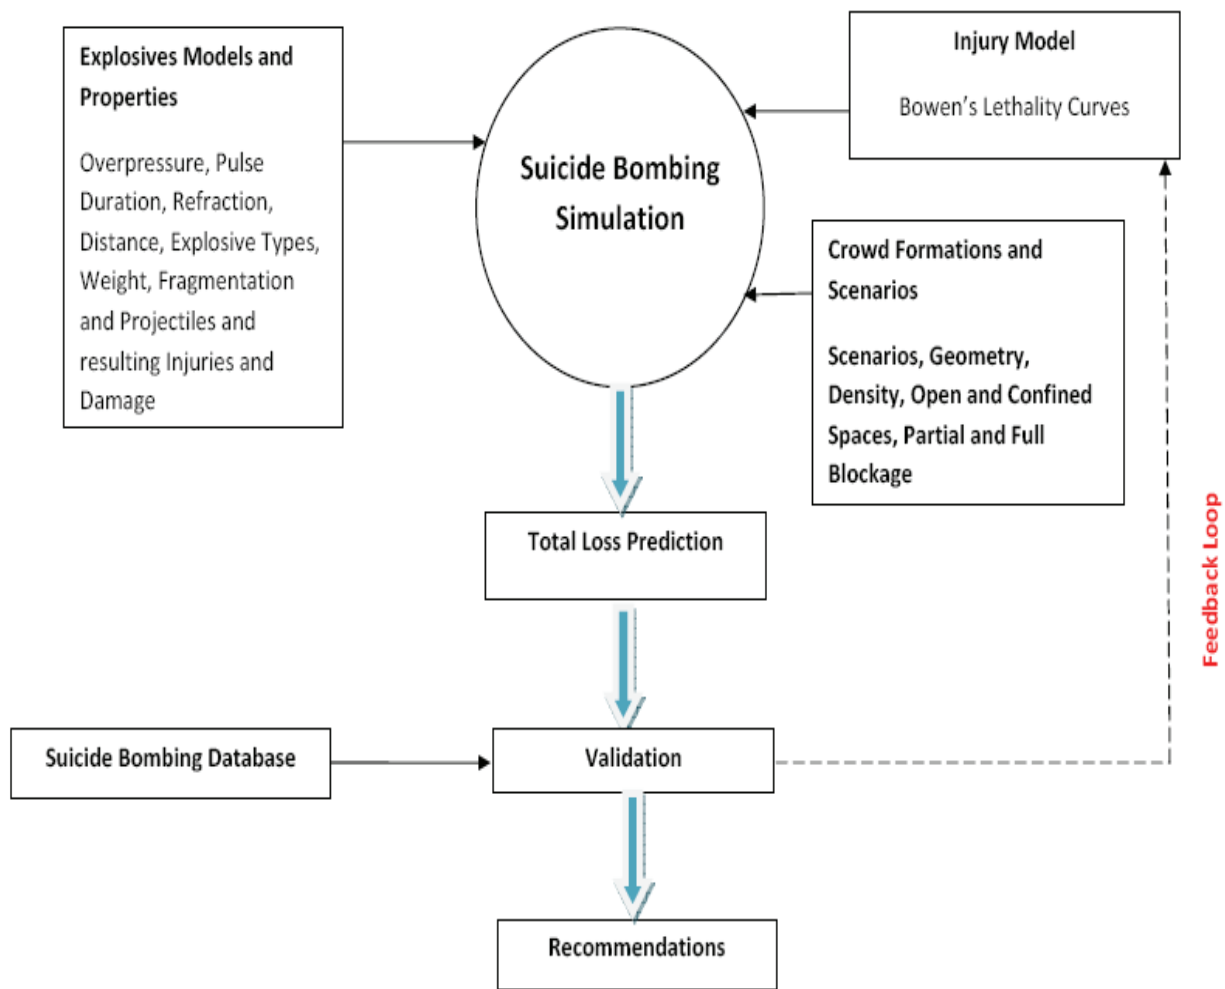 Explosives Models and
Properties
Overpressure, Pulse
Duration, Refraction,
Distance, Explosive Types,
Weight, Fragmentation
and Projectiles and
resulting Injuries and
Damage
Suicide Bombing
Simulation
Injury Model
Bowen's Lethality Curves
Crowd Formations and
Scenarios
Scenarios, Geometry,
Density, Open and Confined
Spaces, Partial and Full
Blockage
Total Loss Prediction
Feedback Loop
Suicide Bombing Database
Validation
Recommendations